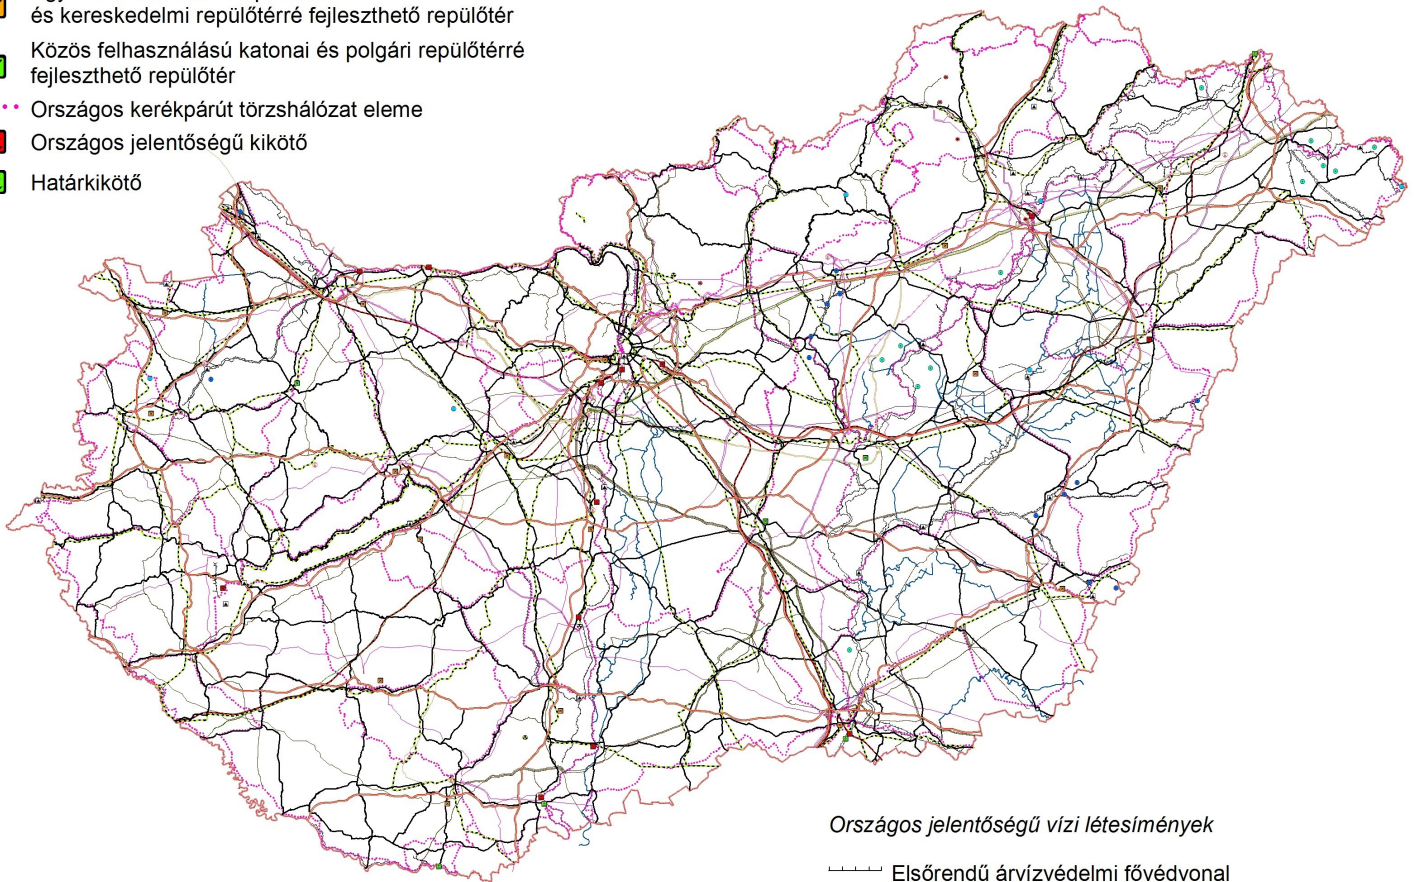 és kereskedelmi repülőtérré fejleszthető repülőtér
Közös felhasználású katonai és polgári repülőtérré
fejleszthető repülőtér
Országos kerékpárút törzshálózat eleme
Országos jelentőségű kikötő
Határkikötő
Országos jelentőségű vízi létesítmények
Elsőrendű árvízvédelmi fővédvonal